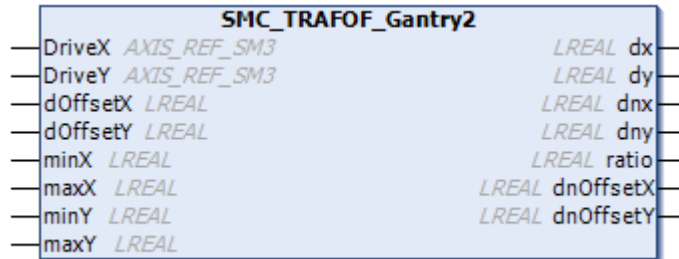 SMC_TRAFOF_Gantry2
DriveX AXIS_REF_SM3 LREAL dx
DriveY AXIS_REF_SM3 LREAL dy
dOffsetX LREAL LREAL dnx
dOffsetY LREAL LREAL dny
minX LREAL LREAL ratio
maxX LREAL LREAL dnOffsetX
minY LREAL LREAL dnOffsetY
maxY LREAL